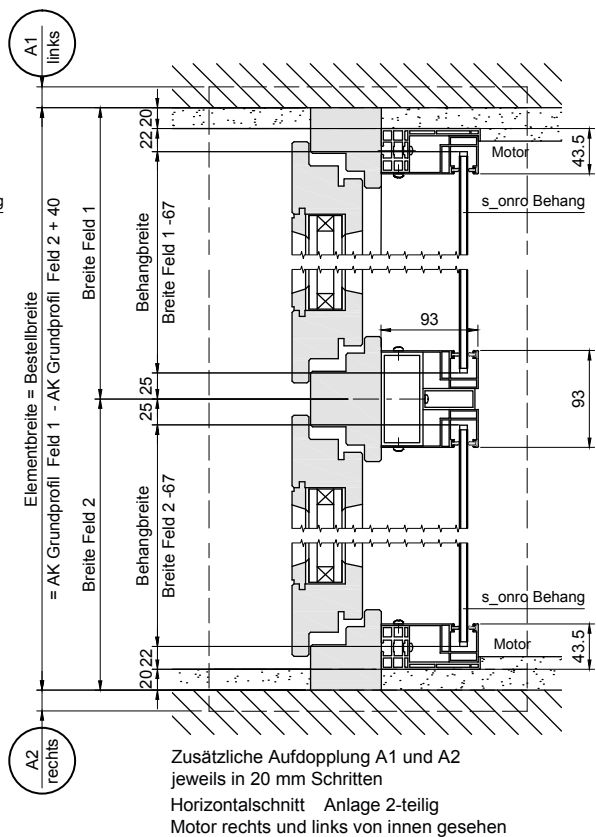 A1
links
Elementbreite = Bestellbreite
= AK Grundprofil Feld 1 - AK Grundprofil Feld 2 + 40
Breite Feld 1
Breite Feld 2
20
22
Behangbreite
Breite Feld 1 -67
25
25
Behangbreite
Breite Feld 2 -67
22
20
Motor
43.5
s_onro Behang
93
93
s_onro Behang
Motor
43.5
A2
rechts
Zusätzliche Aufdopplung A1 und A2
jeweils in 20 mm Schritten
Horizontalschnitt Anlage 2-teilig
Motor rechts und links von innen gesehen